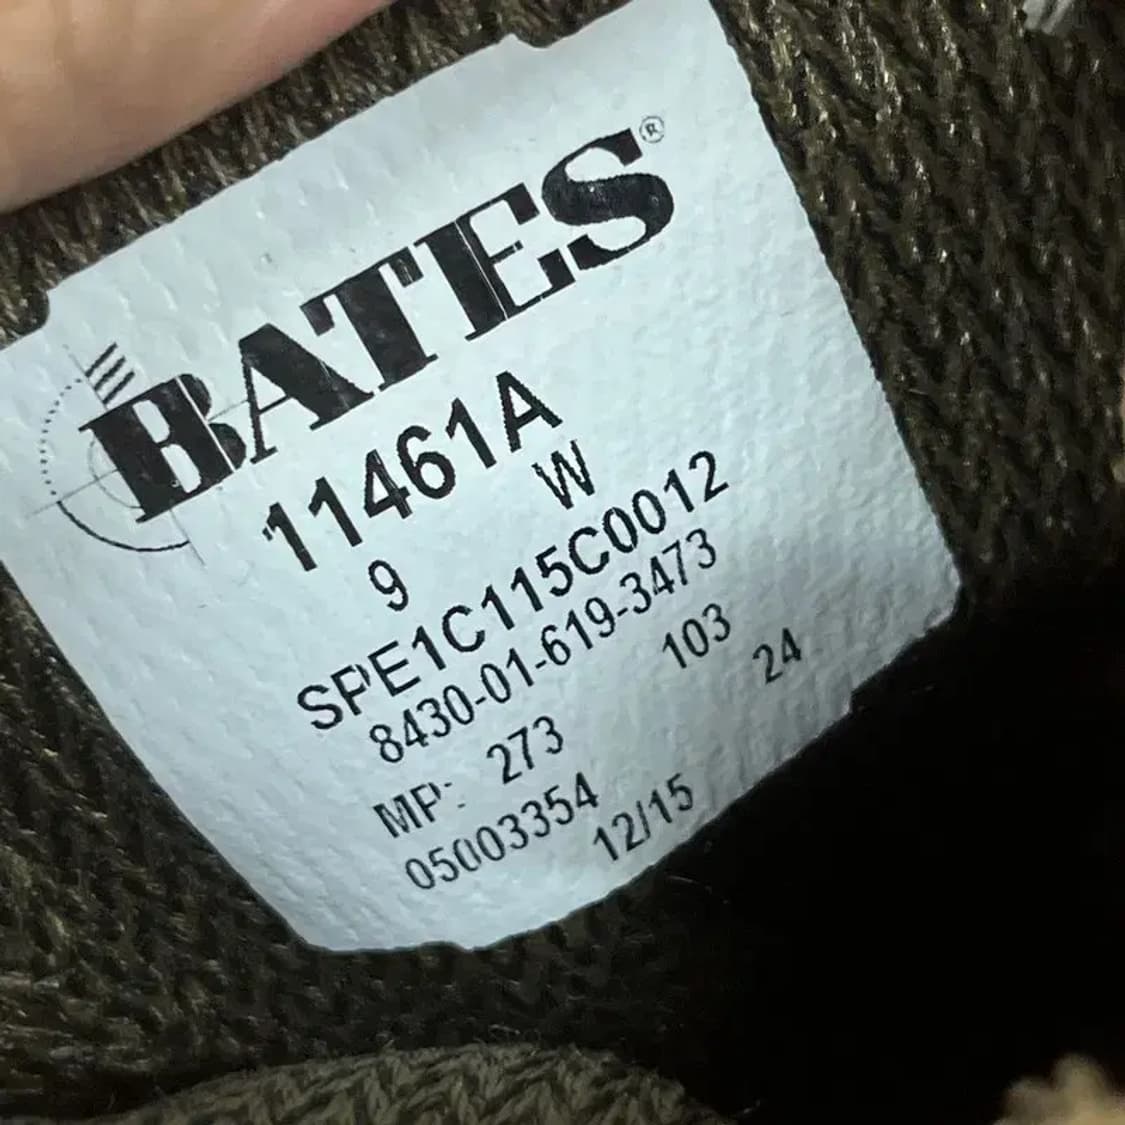 BATES®
11461A
9 W
SPE1C115C0012
8430-01-619-3473
MP: 273 103
05003354 24
12/15